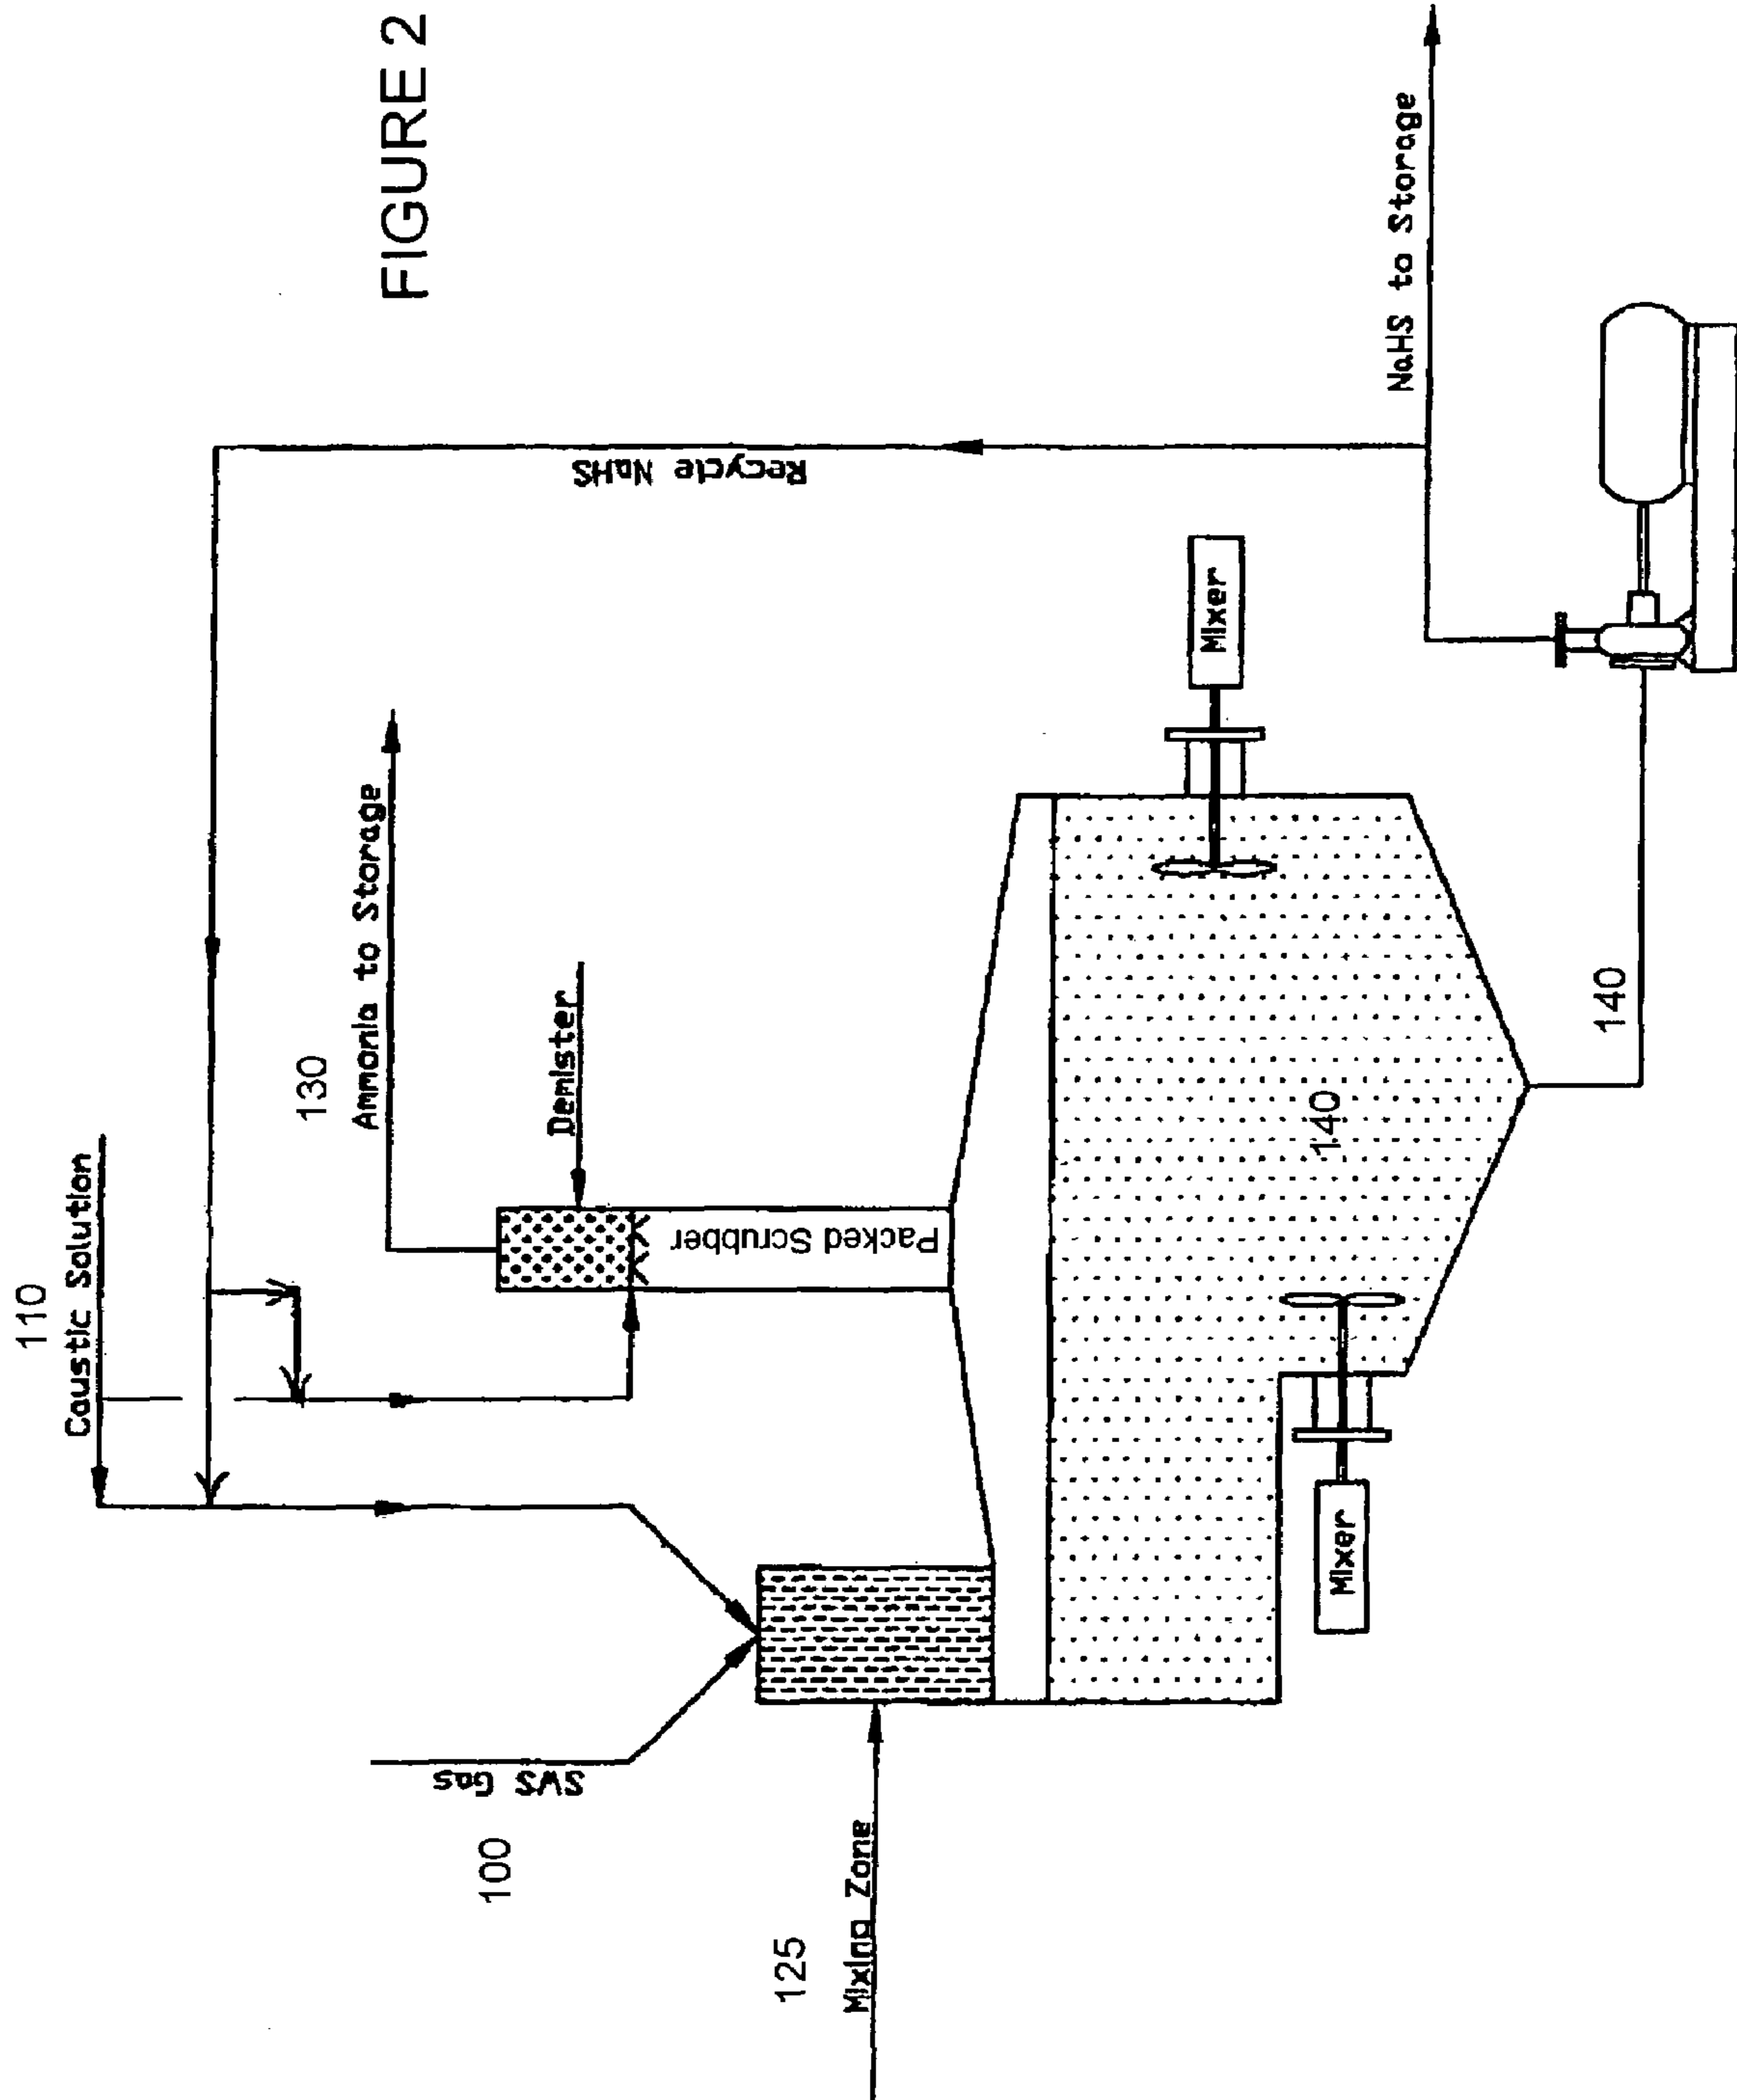 FIGURE 2
110
Caustic Solution
130
Ammonia to Storage
Demister
Recycle NaHS
NaHS to Storage
SWS Gas
100
Packed Scrubber
125
Mixing Zone
Mixer
Mixer
140
140